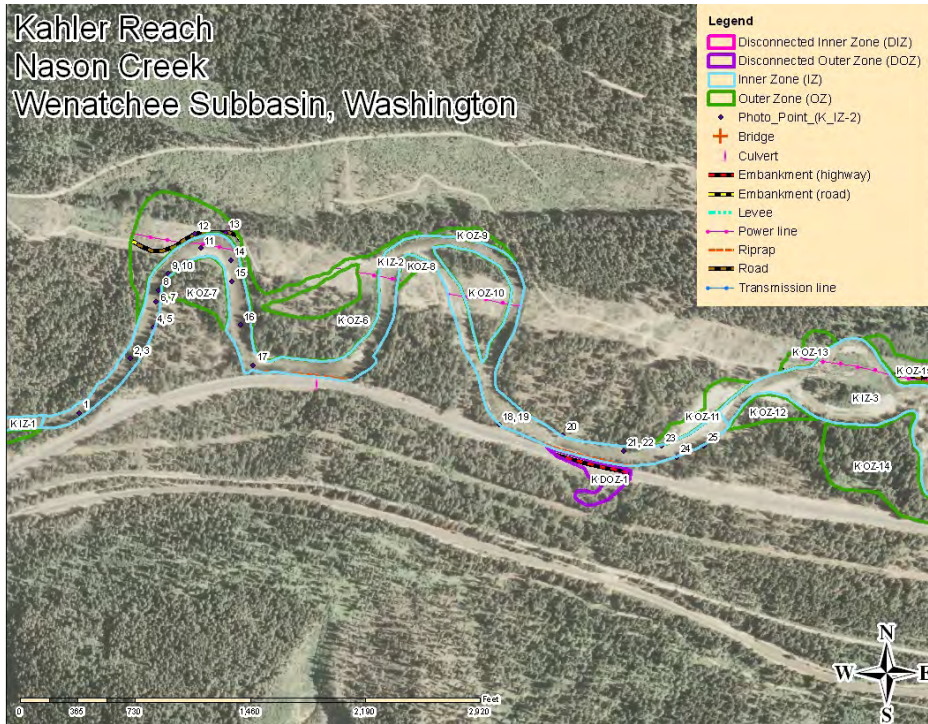 Kahler Reach
Nason Creek
Wenatchee Subbasin, Washington
Legend
Disconnected Inner Zone (DIZ)
Disconnected Outer Zone (DOZ)
Inner Zone (IZ)
Outer Zone (OZ)
Photo_Point_(K_IZ-2)
Bridge
Culvert
Embankment (highway)
Embankment (road)
Levee
Power line
Riprap
Road
Transmission line
12
13
11
14
9, 10
15
8
K OZ-7
6, 7
4, 5
16
2, 3
17
1
K IZ-1
K OZ-9
K IZ-2
K OZ-8
K OZ-10
K OZ-6
K OZ-13
K IZ-3
K OZ-11
K OZ-12
18, 19
20
21, 22
23
24
25
K DOZ-1
K OZ-14
N
W
E
S
Feet
0
365
730
1,460
2,190
2,920